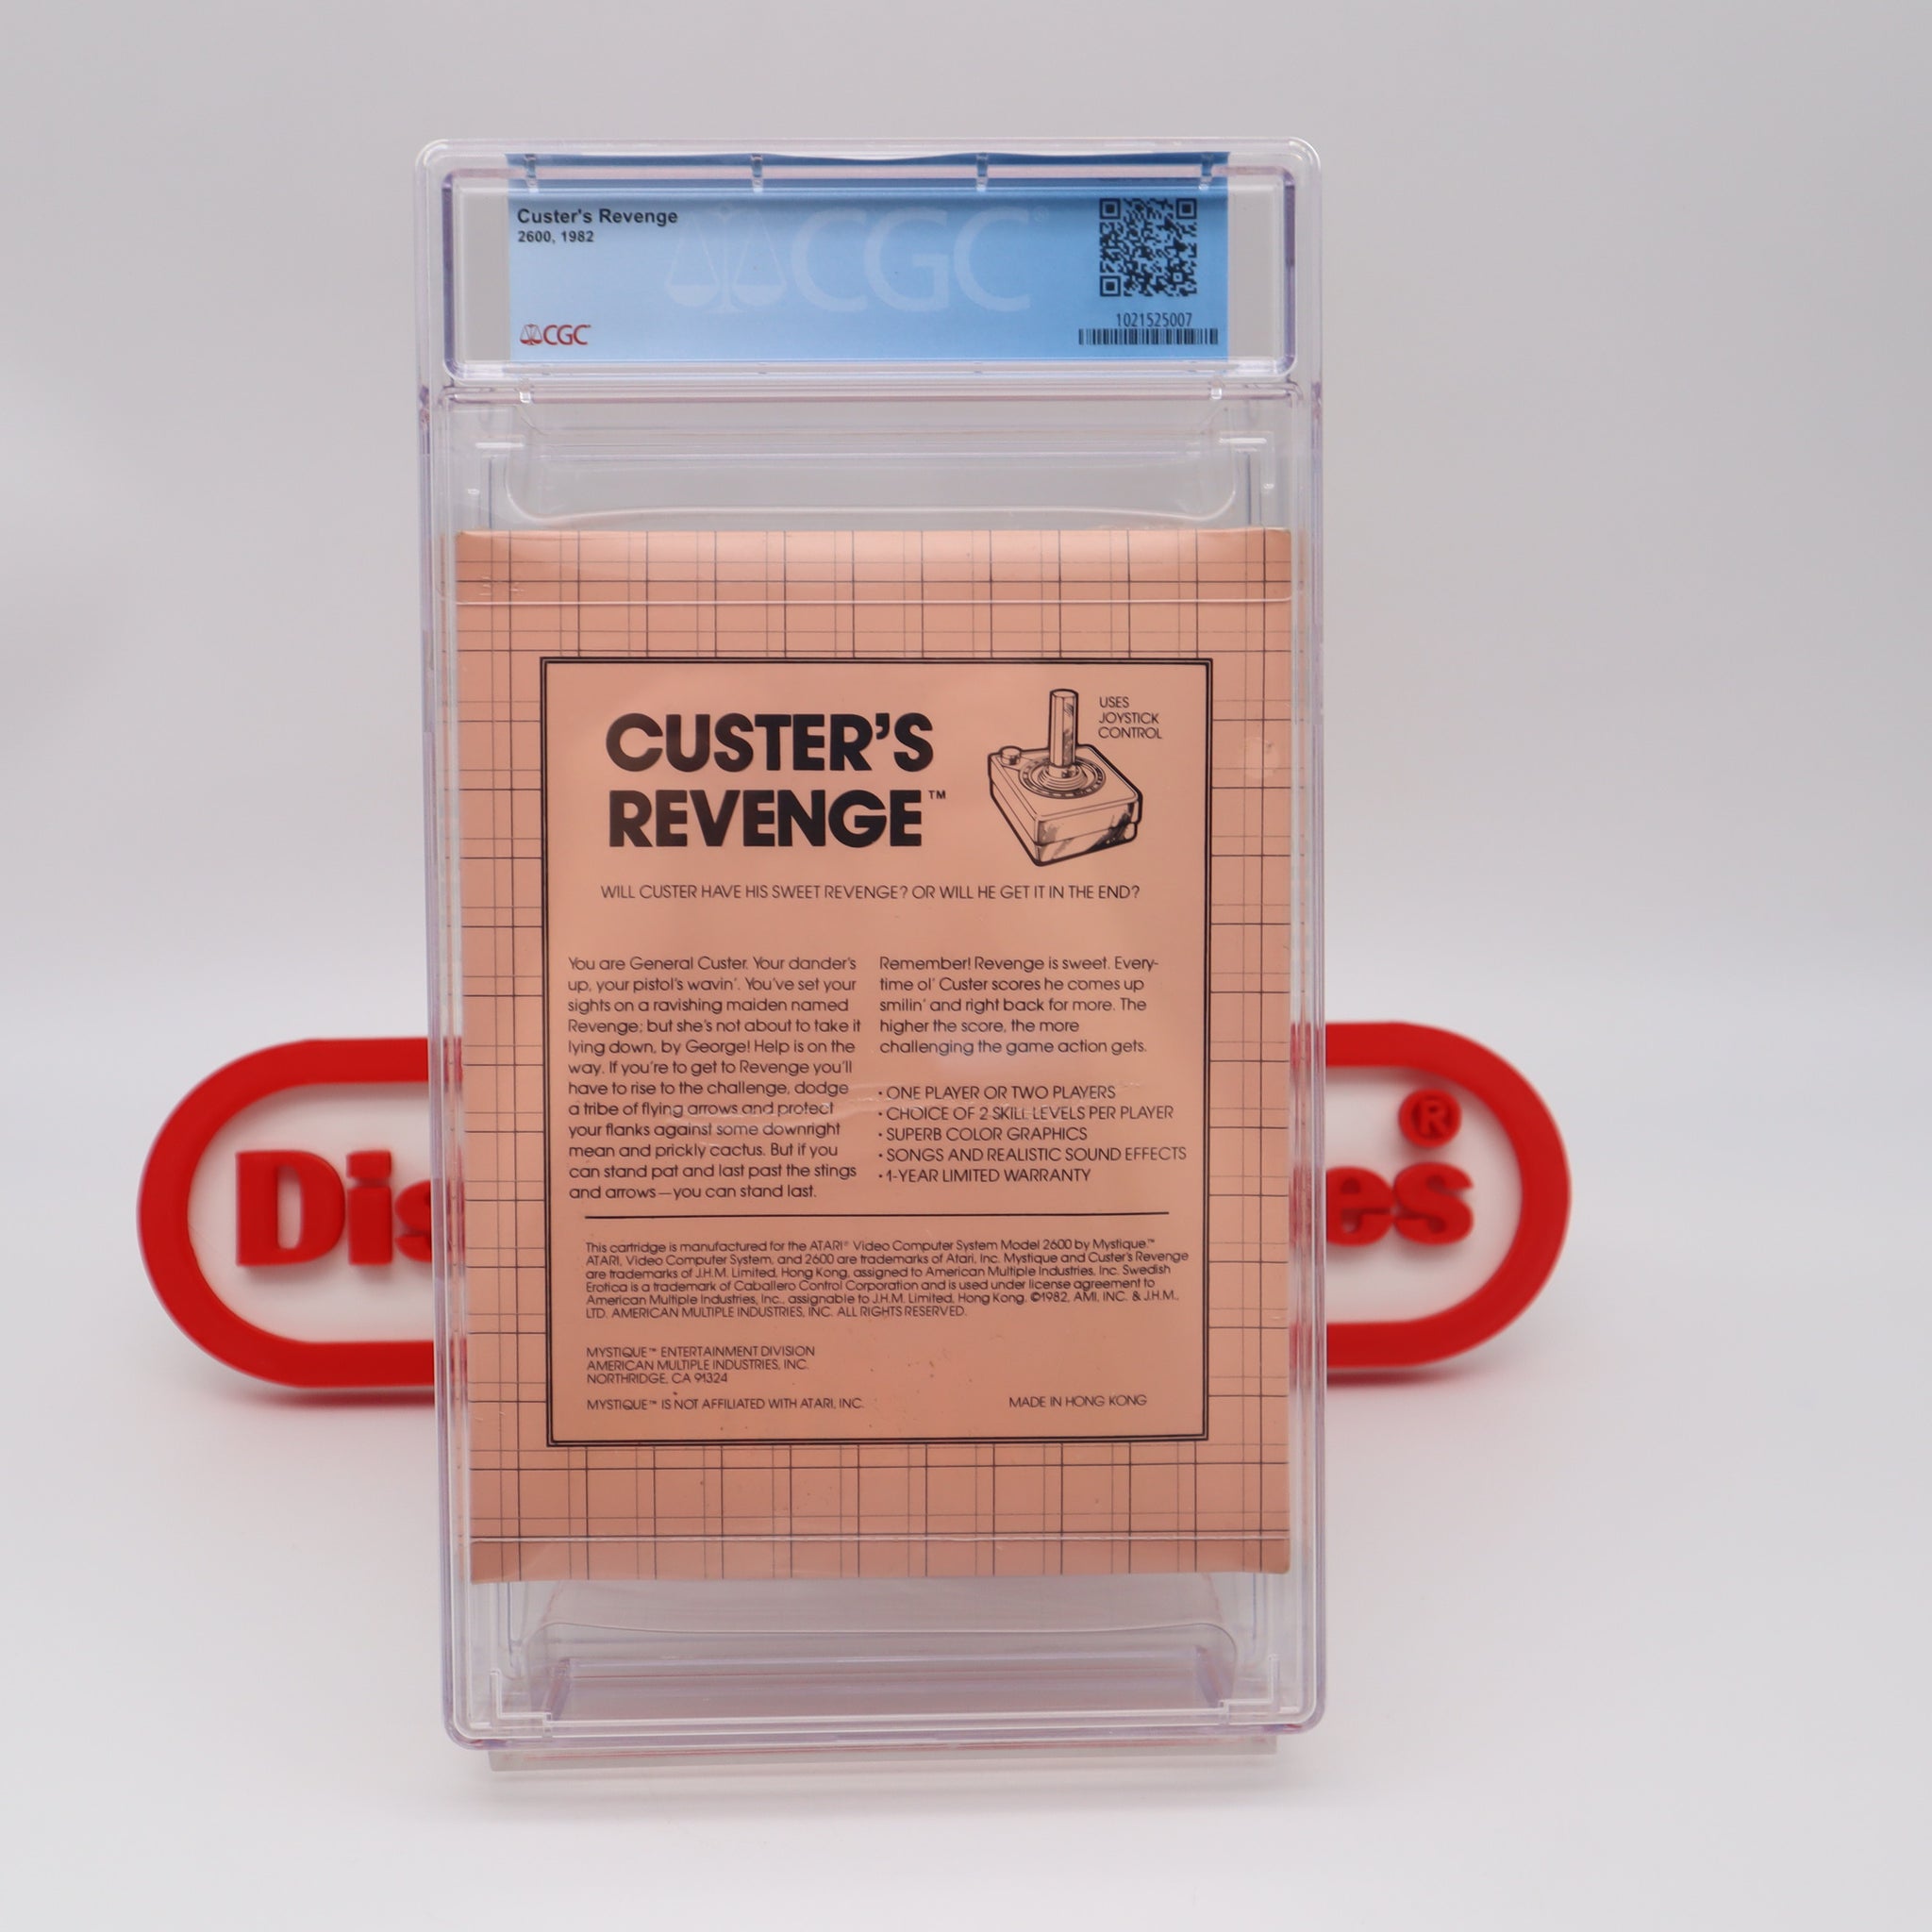 Custer's Revenge
2600, 1982
CGC®
CGC
1021525007
CUSTER'S
REVENGE™
USES
JOYSTICK
CONTROL
WILL CUSTER HAVE HIS SWEET REVENGE? OR WILL HE GET IT IN THE END?
You are General Custer. Your dander's
up, your pistol's wavin'. You've set your
sights on a ravishing maiden named
Revenge; but she's not about to take it
lying down, by George! Help is on the
way. If you're to get to Revenge you'll
have to rise to the challenge, dodge
a tribe of flying arrows and protect
your flanks against some downright
mean and prickly cactus. But if you
can stand pat and last past the stings
and arrows—you can stand last.
Remember! Revenge is sweet. Every-
time ol' Custer scores he comes up
smilin' and right back for more. The
higher the score, the more
challenging the game action gets.
• ONE PLAYER OR TWO PLAYERS
• CHOICE OF 2 SKILL LEVELS PER PLAYER
• SUPERB COLOR GRAPHICS
• SONGS AND REALISTIC SOUND EFFECTS
• 1-YEAR LIMITED WARRANTY
This cartridge is manufactured for the ATARI® Video Computer System Model 2600 by Mystique.™
ATARI, Video Computer System, and 2600 are trademarks of Atari, Inc. Mystique and Custer's Revenge
are trademarks of J.H.M. Limited, Hong Kong, assigned to American Multiple Industries, Inc. Swedish
Erotica is a trademark of Caballero Control Corporation and is used under license agreement to
American Multiple Industries, Inc., assignable to J.H.M. Limited, Hong Kong. ©1982, AMI, INC. & J.H.M.,
LTD. AMERICAN MULTIPLE INDUSTRIES, INC. ALL RIGHTS RESERVED.
MYSTIQUE™ ENTERTAINMENT DIVISION
AMERICAN MULTIPLE INDUSTRIES, INC.
NORTHRIDGE, CA 91324
MYSTIQUE™ IS NOT AFFILIATED WITH ATARI, INC.
MADE IN HONG KONG
Dis
es®